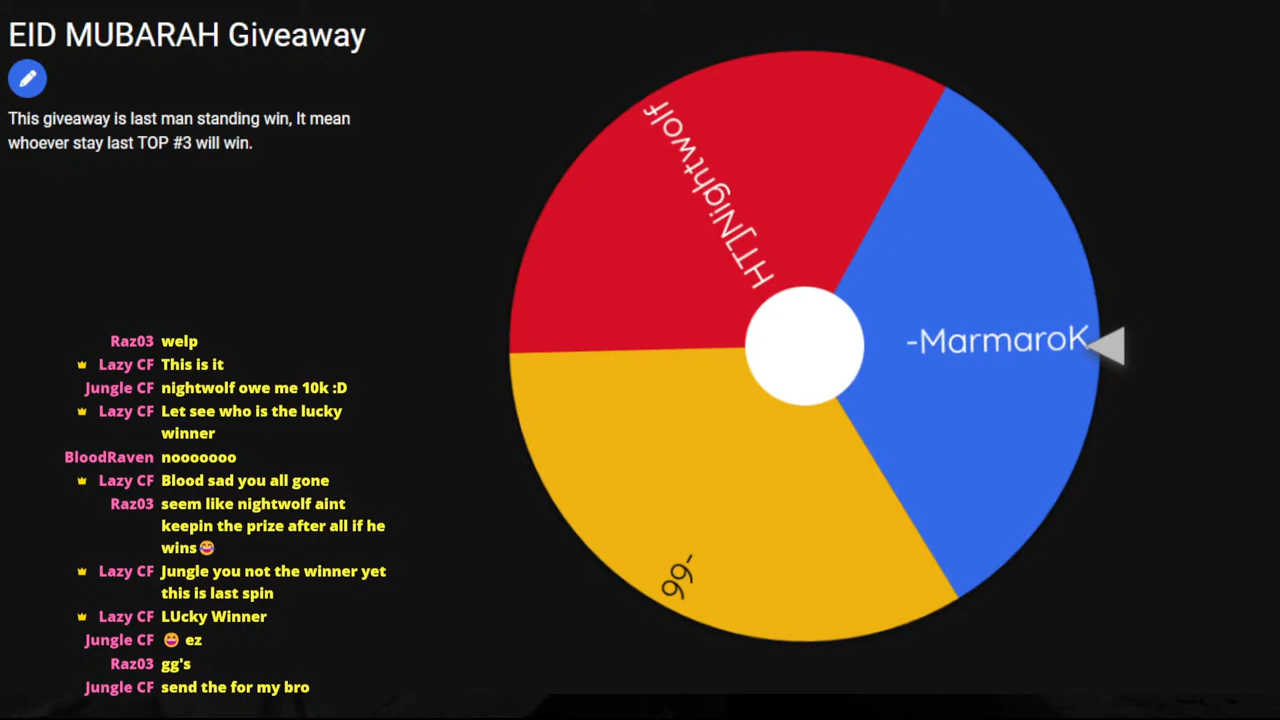 EID MUBARAH Giveaway
This giveaway is last man standing win, It mean
whoever stay last TOP #3 will win.
HT]Nightwolf
-MarmaroK
-66
Raz03 welp
Lazy CF This is it
Jungle CF nightwolf owe me 10k :D
Lazy CF Let see who is the lucky
winner
BloodRaven nooooooo
Lazy CF Blood sad you all gone
Raz03 seem like nightwolf aint
keepin the prize after all if he
wins😂
Lazy CF Jungle you not the winner yet
this is last spin
Lazy CF LUcky Winner
Jungle CF 😆 ez
Raz03 gg's
Jungle CF send the for my bro